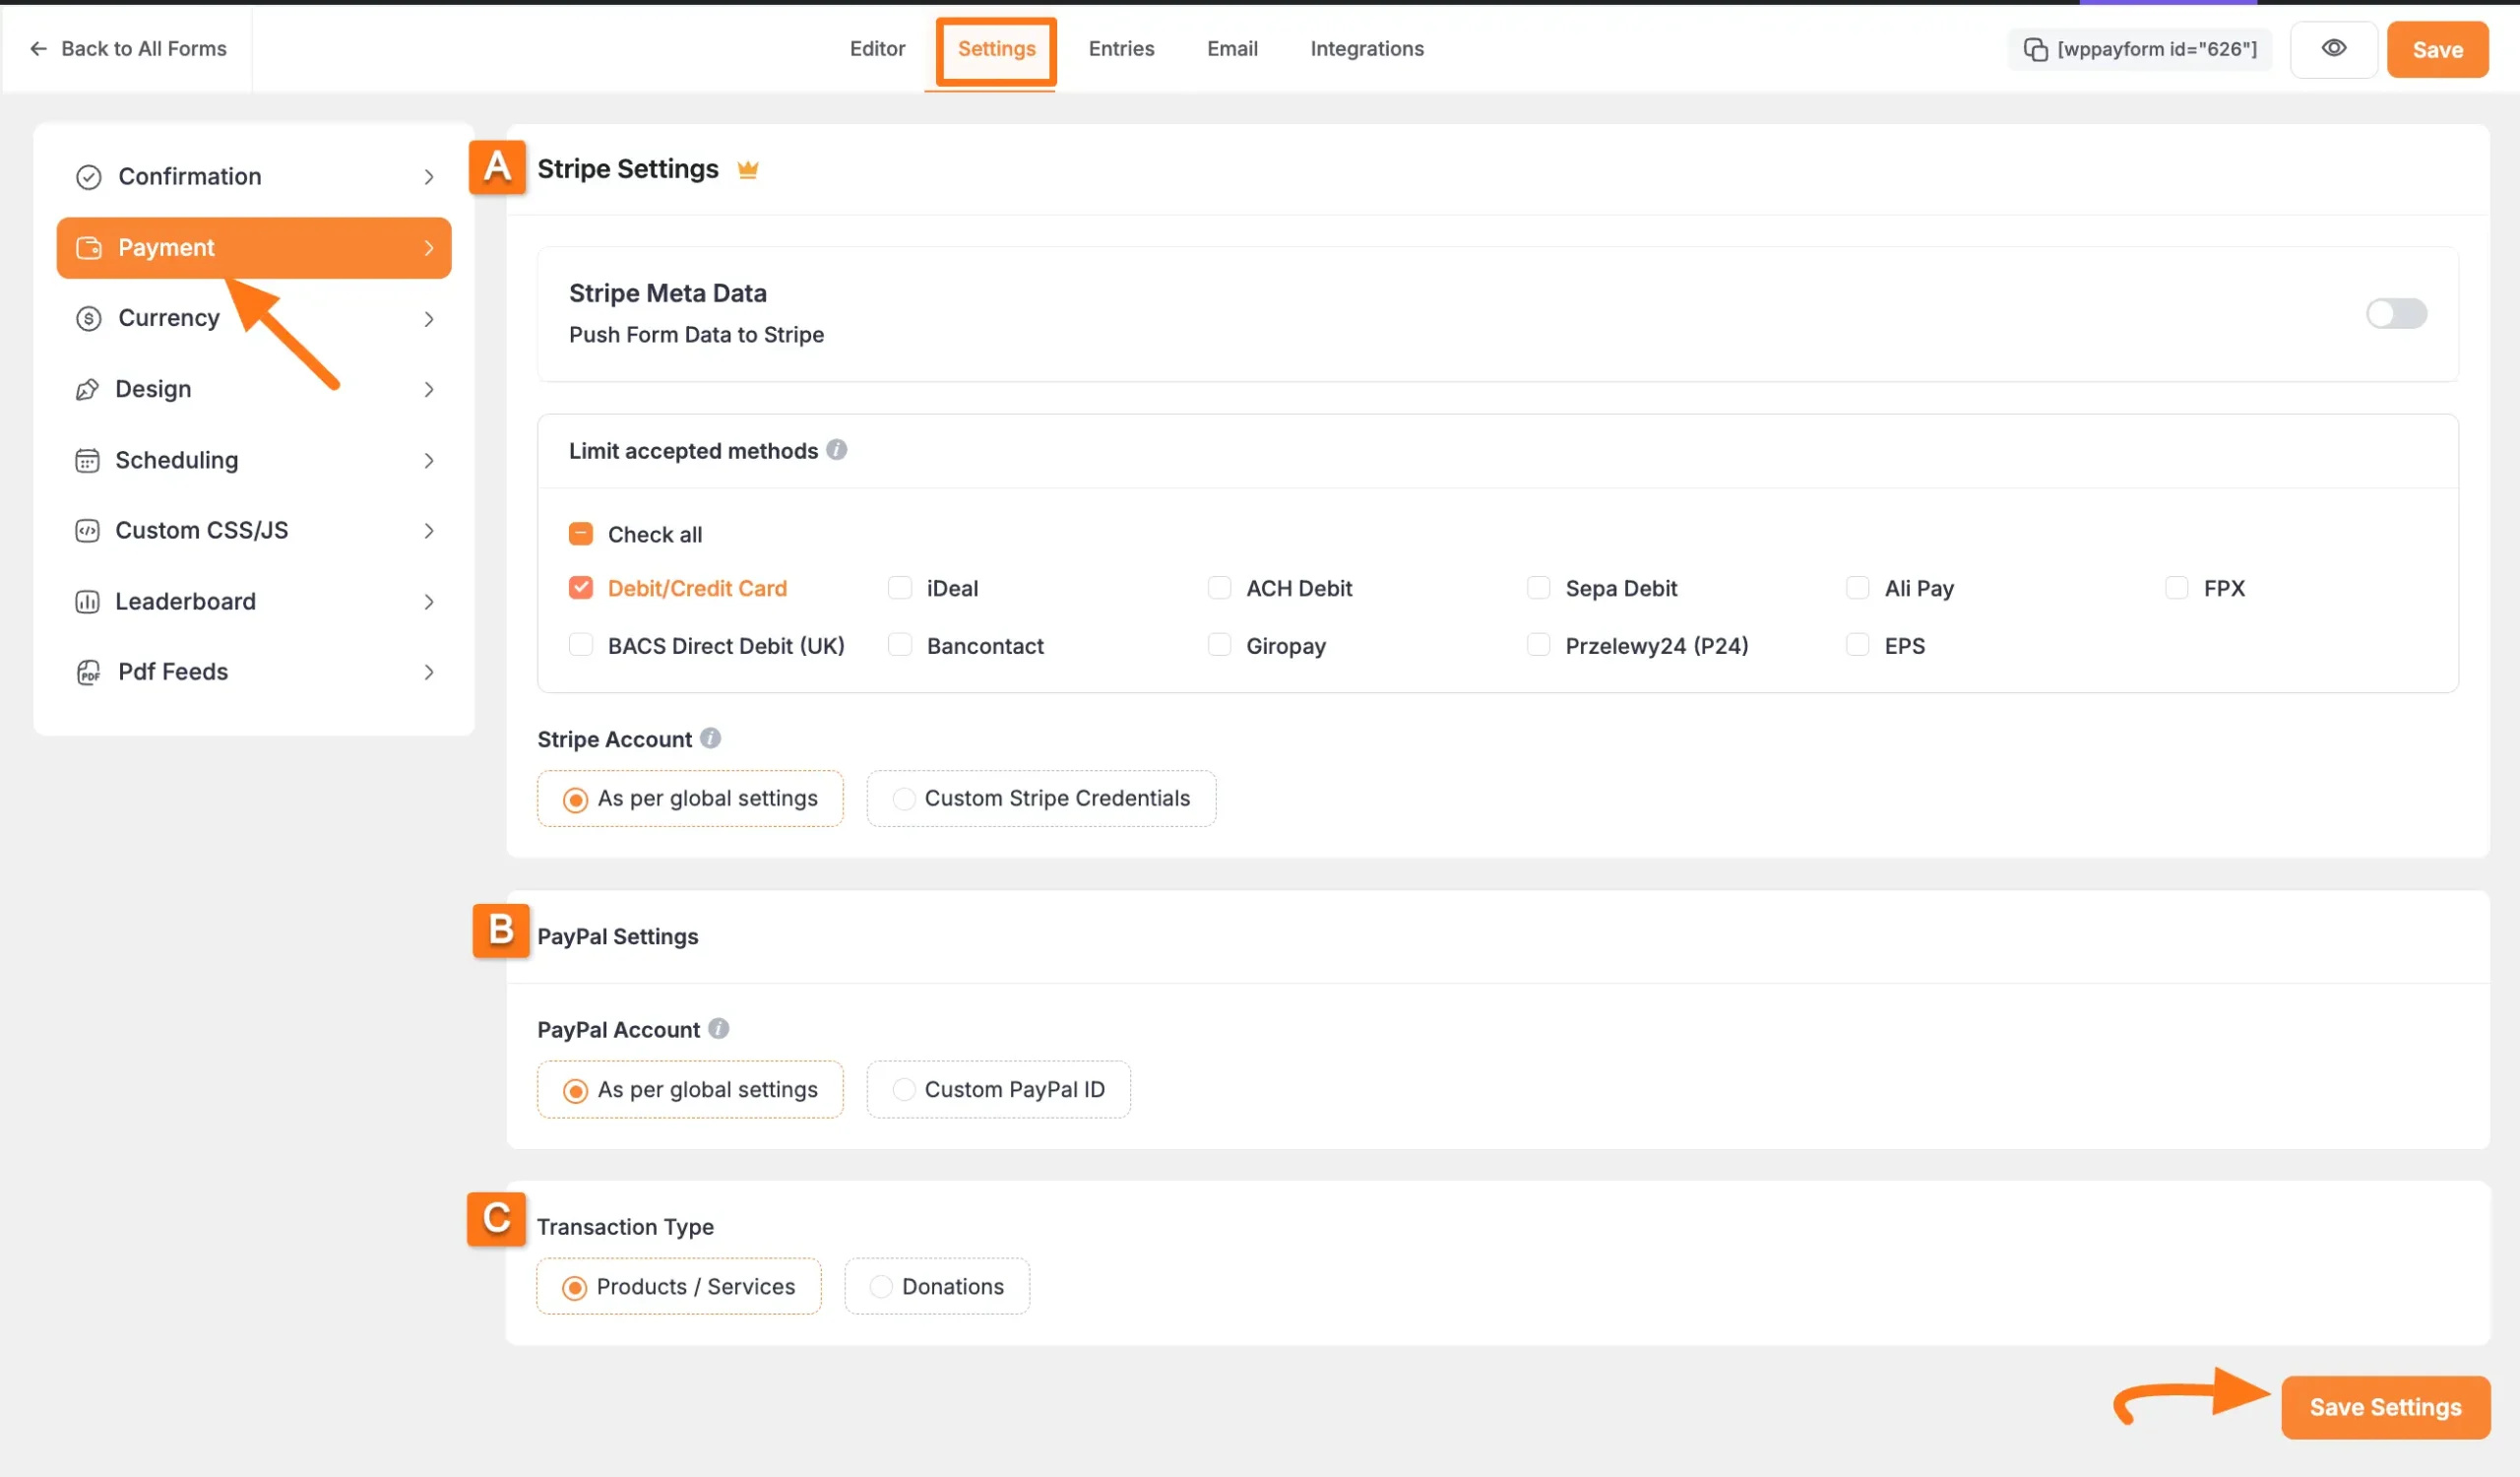 Back to All Forms
Editor
Settings
Entries
Email
Integrations
[wppayform id="626"]
Save
Confirmation
Payment
Currency
Design
Scheduling
Custom CSS/JS
Leaderboard
PDF
Pdf Feeds
A
Stripe Settings
Stripe Meta Data
Push Form Data to Stripe
Limit accepted methods
Check all
Debit/Credit Card
iDeal
ACH Debit
Sepa Debit
Ali Pay
FPX
BACS Direct Debit (UK)
Bancontact
Giropay
Przelewy24 (P24)
EPS
Stripe Account
As per global settings
Custom Stripe Credentials
B
PayPal Settings
PayPal Account
As per global settings
Custom PayPal ID
C
Transaction Type
Products / Services
Donations
Save Settings